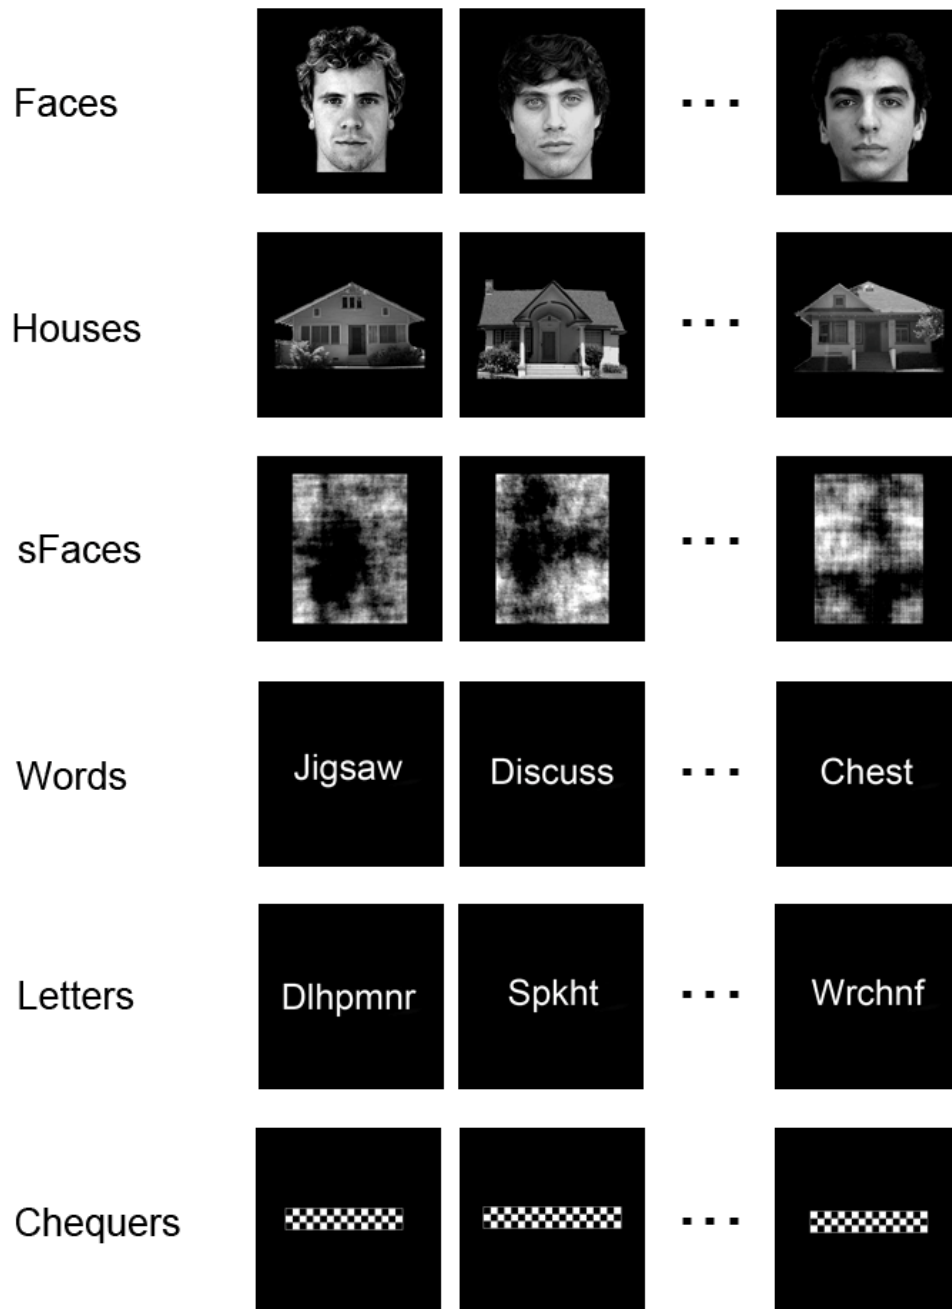 Faces
...
Houses
...
sFaces
...
Words Jigsaw Discuss ... Chest
Letters Dlhpmnr Spkht ... Wrchnf
Chequers
...